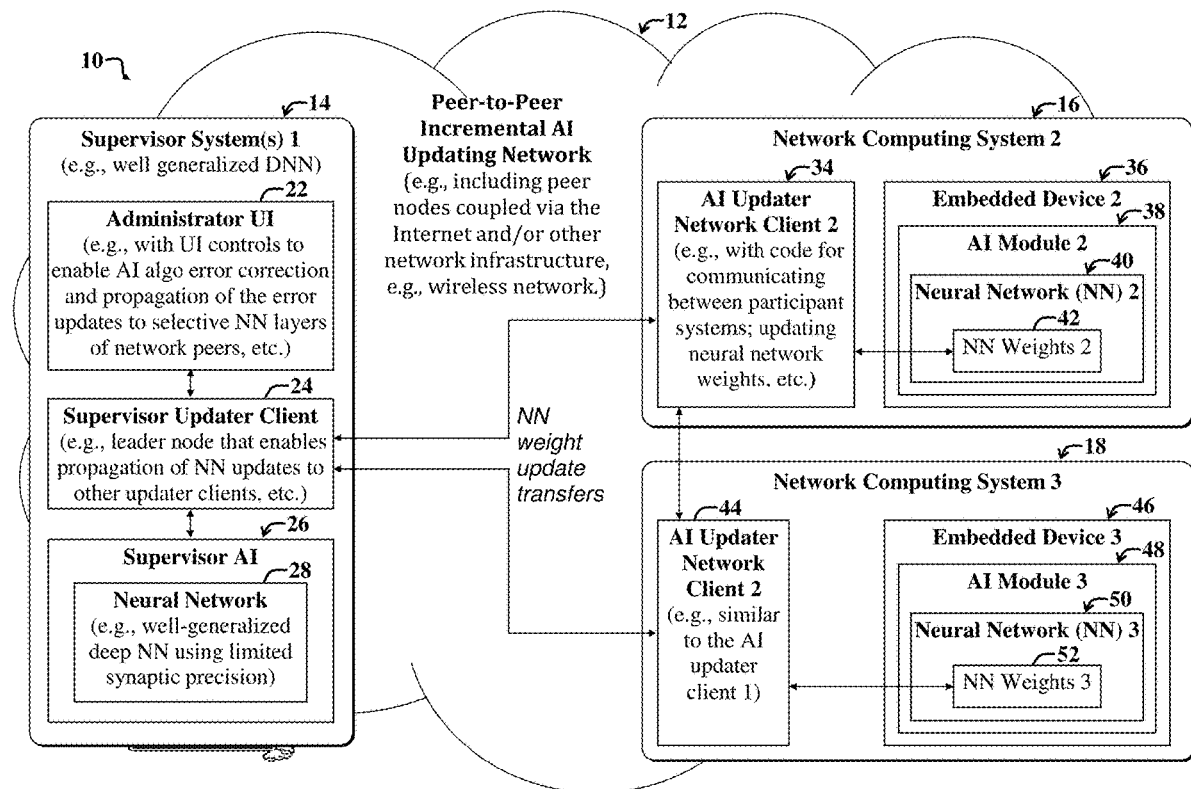 10
12
14
Supervisor System(s) 1
(e.g., well generalized DNN)
22
Administrator UI
(e.g., with UI controls to
enable AI algo error correction
and propagation of the error
updates to selective NN layers
of network peers, etc.)
24
Supervisor Updater Client
(e.g., leader node that enables
propagation of NN updates to
other updater clients, etc.)
26
Supervisor AI
28
Neural Network
(e.g., well-generalized
deep NN using limited
synaptic precision)
Peer-to-Peer
Incremental AI
Updating Network
(e.g., including peer
nodes coupled via the
Internet and/or other
network infrastructure,
e.g., wireless network.)
NN
weight
update
transfers
16
Network Computing System 2
34
AI Updater
Network Client 2
(e.g., with code for
communicating
between participant
systems; updating
neural network
weights, etc.)
36
Embedded Device 2
38
AI Module 2
40
Neural Network (NN) 2
42
NN Weights 2
18
Network Computing System 3
44
AI Updater
Network
Client 2
(e.g., similar
to the AI
updater
client 1)
46
Embedded Device 3
48
AI Module 3
50
Neural Network (NN) 3
52
NN Weights 3